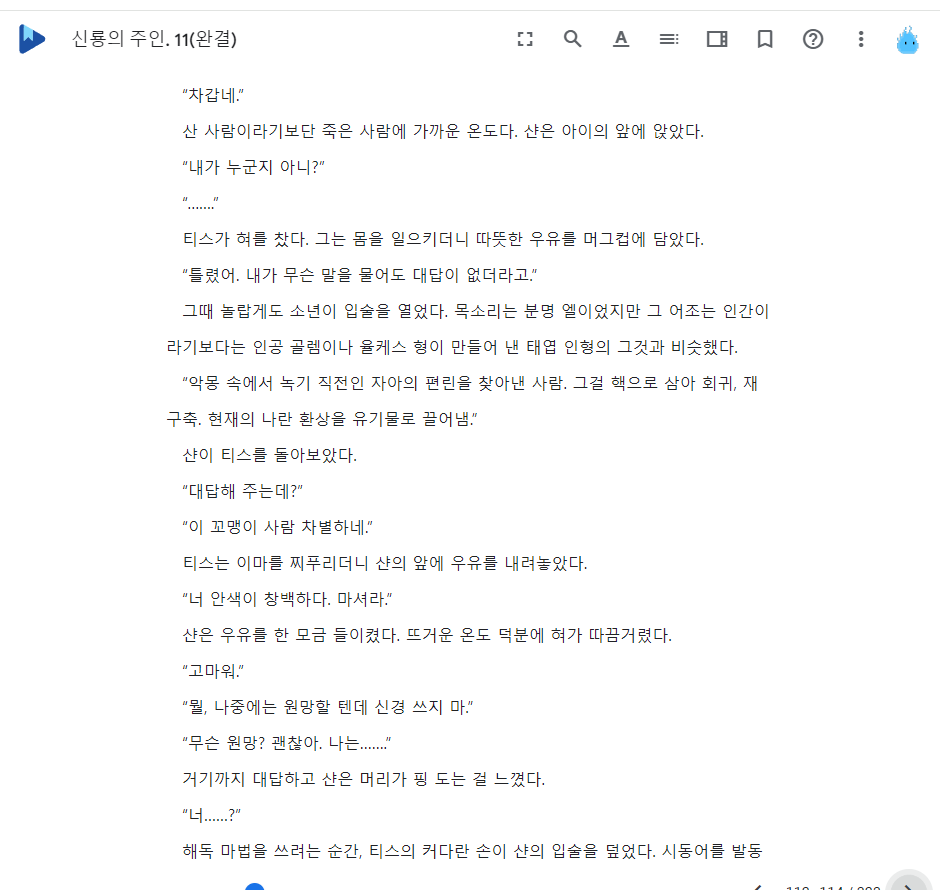 신룡의 주인. 11(완결)
“차갑네.”
산 사람이라기보단 죽은 사람에 가까운 온도다. 샨은 아이의 앞에 앉았다.
“내가 누군지 아니?”
“.......”
티스가 혀를 찼다. 그는 몸을 일으키더니 따뜻한 우유를 머그컵에 담았다.
“틀렸어. 내가 무슨 말을 물어도 대답이 없더라고.”
그때 놀랍게도 소년이 입술을 열었다. 목소리는 분명 엘이었지만 그 어조는 인간이
라기보다는 인공 골렘이나 율케스 형이 만들어 낸 태엽 인형의 그것과 비슷했다.
“악몽 속에서 녹기 직전인 자아의 편린을 찾아낸 사람. 그걸 핵으로 삼아 회귀, 재
구축. 현재의 나란 환상을 유기물로 끌어냄.”
샨이 티스를 돌아보았다.
“대답해 주는데?”
“이 꼬맹이 사람 차별하네.”
티스는 이마를 찌푸리더니 샨의 앞에 우유를 내려놓았다.
“너 안색이 창백하다. 마셔라.”
샨은 우유를 한 모금 들이켰다. 뜨거운 온도 덕분에 혀가 따끔거렸다.
“고마워.”
“뭘, 나중에는 원망할 텐데 신경 쓰지 마.”
“무슨 원망? 괜찮아. 나는.......”
거기까지 대답하고 샨은 머리가 핑 도는 걸 느꼈다.
“너......?”
해독 마법을 쓰려는 순간, 티스의 커다란 손이 샨의 입술을 덮었다. 시동어를 발동